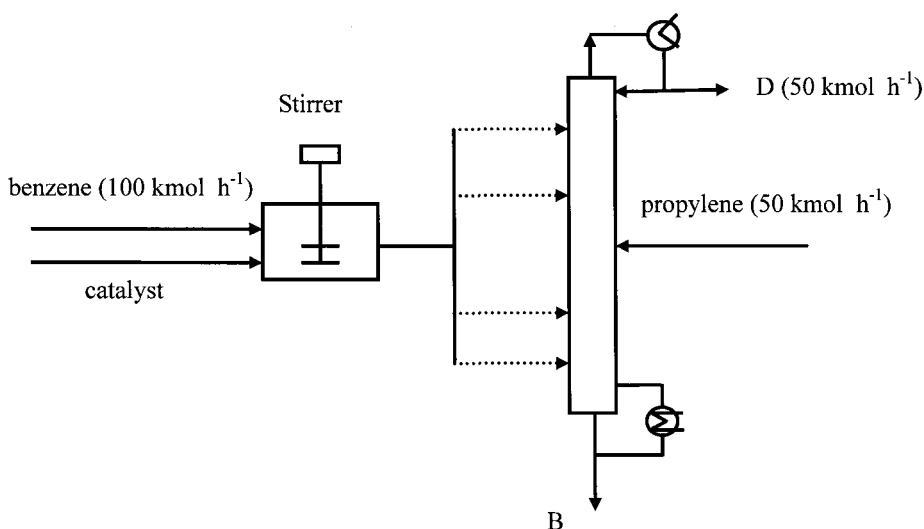 D (50 kmol h⁻¹)
Stirrer
benzene (100 kmol h⁻¹)
propylene (50 kmol h⁻¹)
catalyst
B